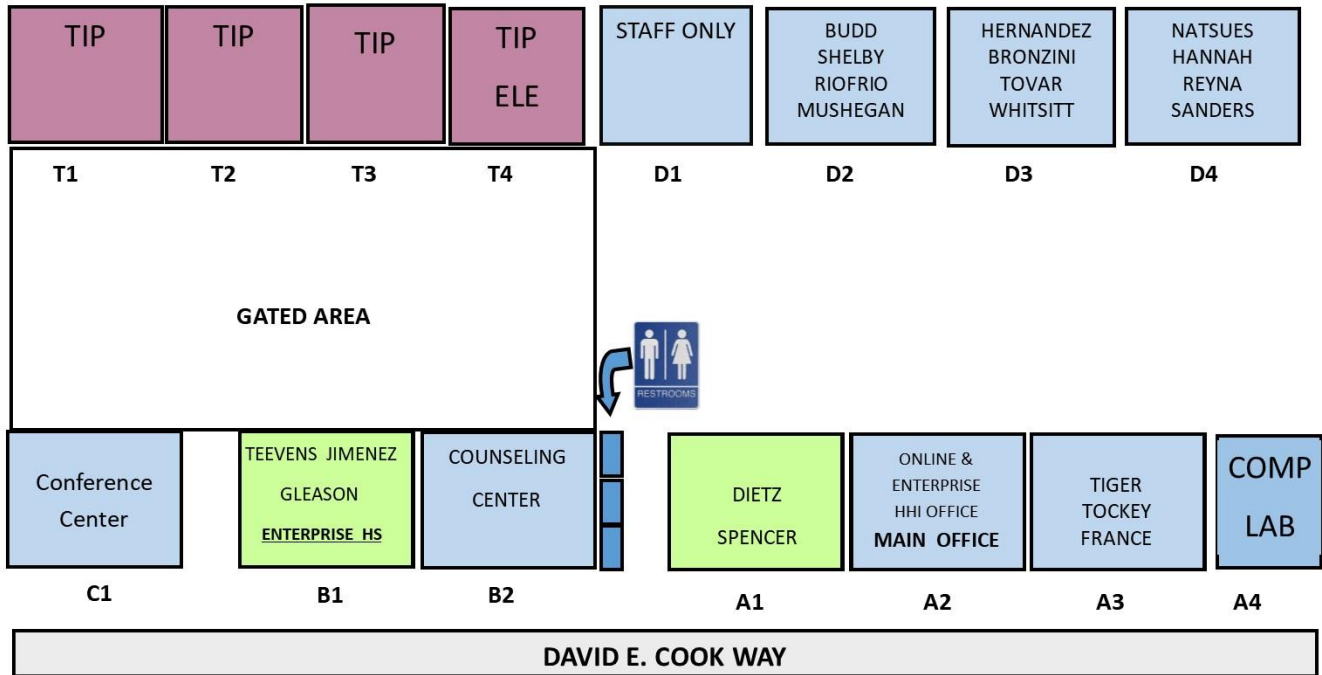 TIP
TIP
TIP
TIP
ELE
STAFF ONLY
BUDD
SHELBY
RIOFRIO
MUSHEGAN
HERNANDEZ
BRONZINI
TOVAR
WHITSITT
NATSUES
HANNAH
REYNA
SANDERS
T1
T2
T3
T4
D1
D2
D3
D4
GATED AREA
RESTROOMS
Conference
Center
TEEVENS JIMENEZ
GLEASON
ENTERPRISE HS
COUNSELING
CENTER
DIETZ
SPENCER
ONLINE &
ENTERPRISE
HHI OFFICE
MAIN OFFICE
TIGER
TOCKEY
FRANCE
COMP
LAB
C1
B1
B2
A1
A2
A3
A4
DAVID E. COOK WAY